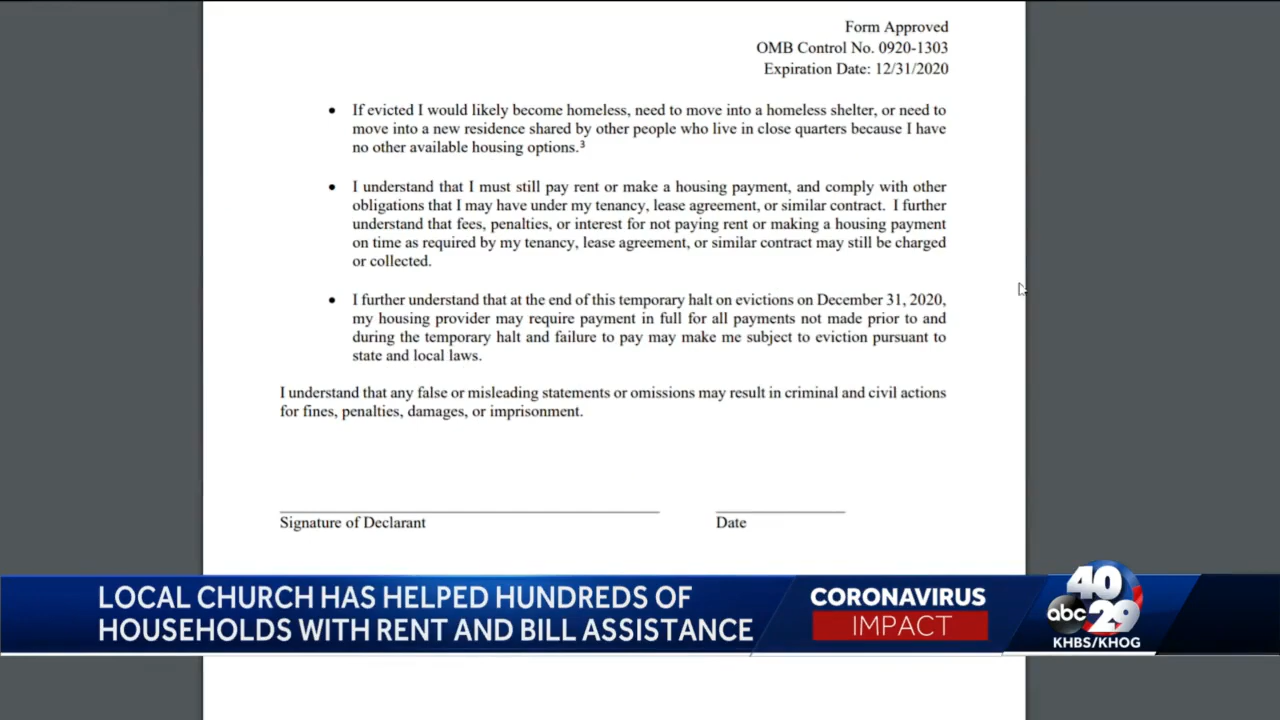 Form Approved
OMB Control No. 0920-1303
Expiration Date: 12/31/2020
• If evicted I would likely become homeless, need to move into a homeless shelter, or need to
move into a new residence shared by other people who live in close quarters because I have
no other available housing options.³
• I understand that I must still pay rent or make a housing payment, and comply with other
obligations that I may have under my tenancy, lease agreement, or similar contract. I further
understand that fees, penalties, or interest for not paying rent or making a housing payment
on time as required by my tenancy, lease agreement, or similar contract may still be charged
or collected.
• I further understand that at the end of this temporary halt on evictions on December 31, 2020,
my housing provider may require payment in full for all payments not made prior to and
during the temporary halt and failure to pay may make me subject to eviction pursuant to
state and local laws.
I understand that any false or misleading statements or omissions may result in criminal and civil actions
for fines, penalties, damages, or imprisonment.
Signature of Declarant
Date
LOCAL CHURCH HAS HELPED HUNDREDS OF
HOUSEHOLDS WITH RENT AND BILL ASSISTANCE
CORONAVIRUS
IMPACT
40
abc 29
KHBS/KHOG